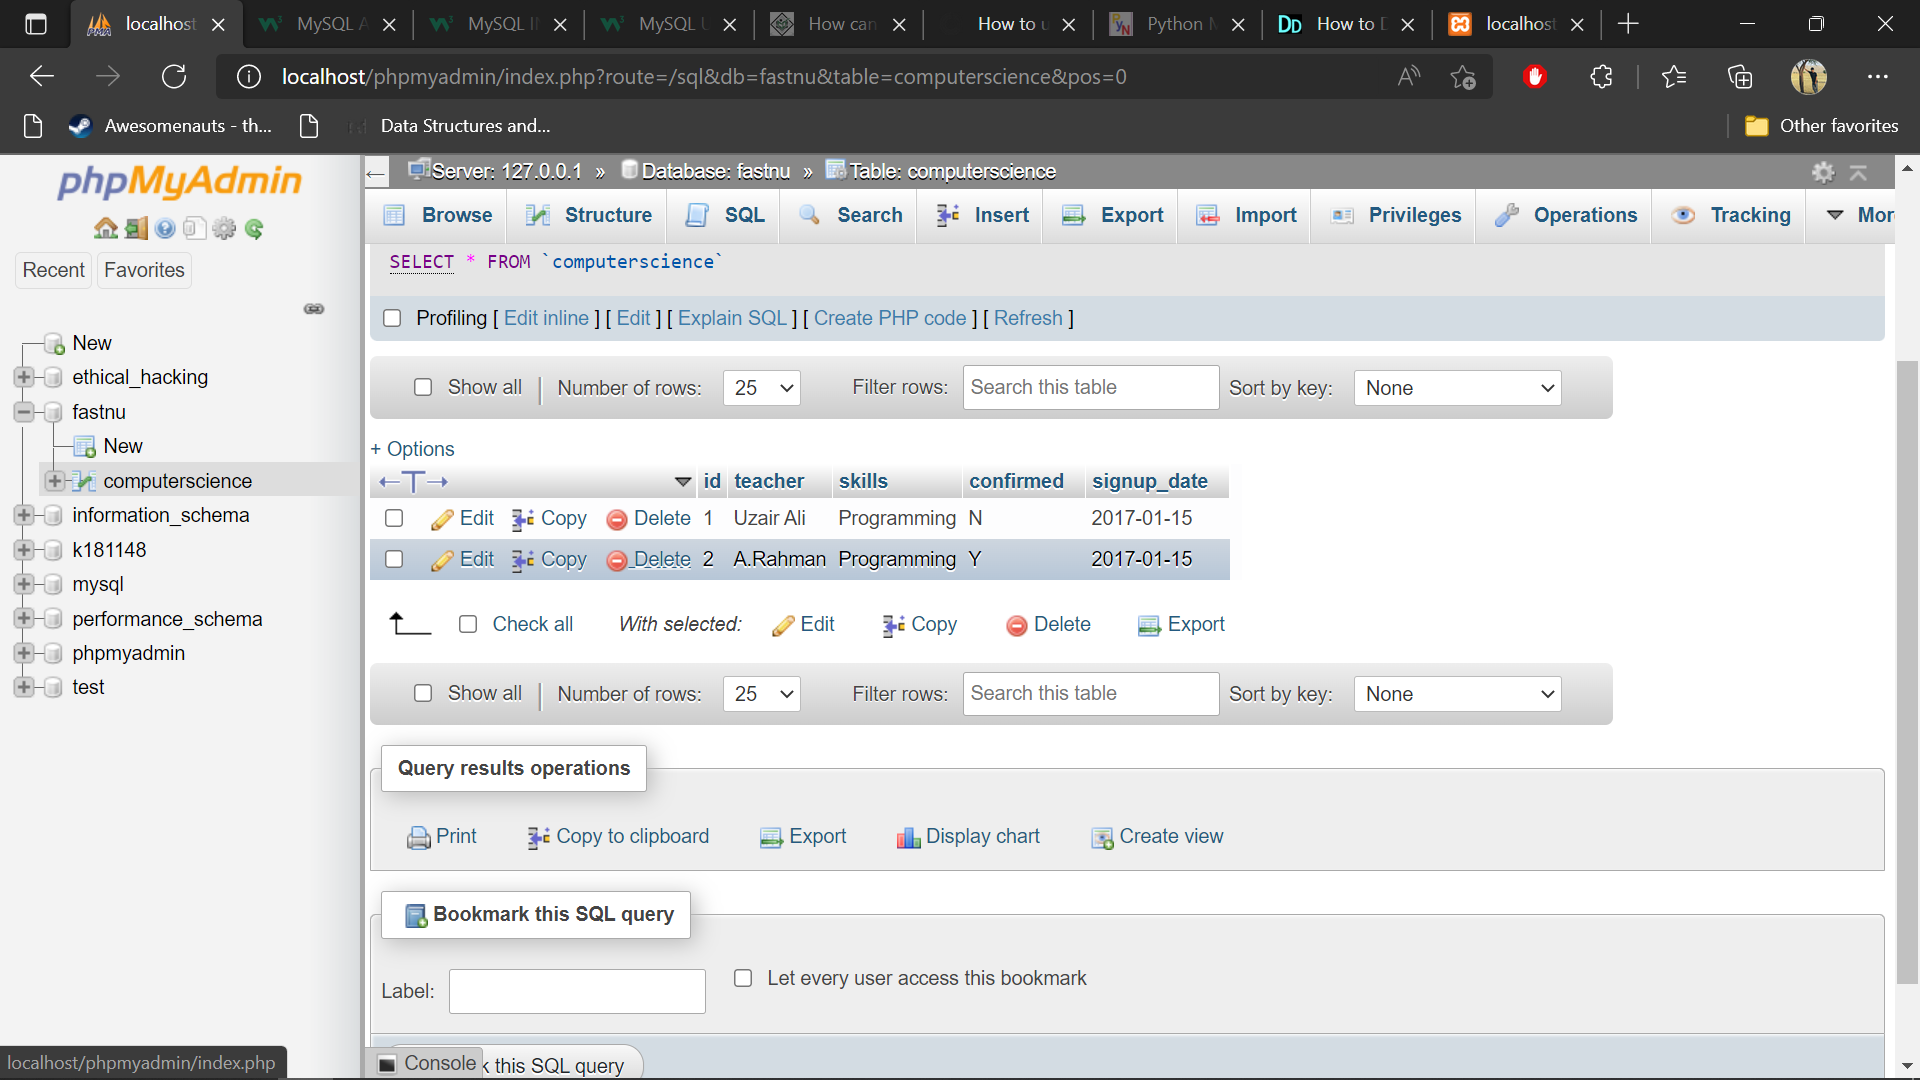 localhost
MySQL A
MySQL I
MySQL U
How can
How to u
Python M
DD How to D
localhost
localhost/phpmyadmin/index.php?route=/sql&db=fastnu&table=computerscience&pos=0
Awesomenauts - th...
Data Structures and...
Other favorites
phpMyAdmin
Recent
Favorites
New
ethical_hacking
fastnu
New
computerscience
information_schema
k181148
mysql
performance_schema
phpmyadmin
test
localhost/phpmyadmin/index.php
Server: 127.0.0.1 » Database: fastnu » Table: computerscience
Browse Structure SQL Search Insert Export Import Privileges Operations Tracking Mor
SELECT * FROM `computerscience`
Profiling [ Edit inline ] [ Edit ] [ Explain SQL ] [ Create PHP code ] [ Refresh ]
Show all | Number of rows: 25 Filter rows: Search this table Sort by key: None
+ Options
←T→ id teacher skills confirmed signup_date
Edit Copy Delete 1 Uzair Ali Programming N 2017-01-15
Edit Copy Delete 2 A.Rahman Programming Y 2017-01-15
Check all With selected: Edit Copy Delete Export
Show all | Number of rows: 25 Filter rows: Search this table Sort by key: None
Query results operations
Print Copy to clipboard Export Display chart Create view
Bookmark this SQL query
Label: Let every user access this bookmark
Console k this SQL query